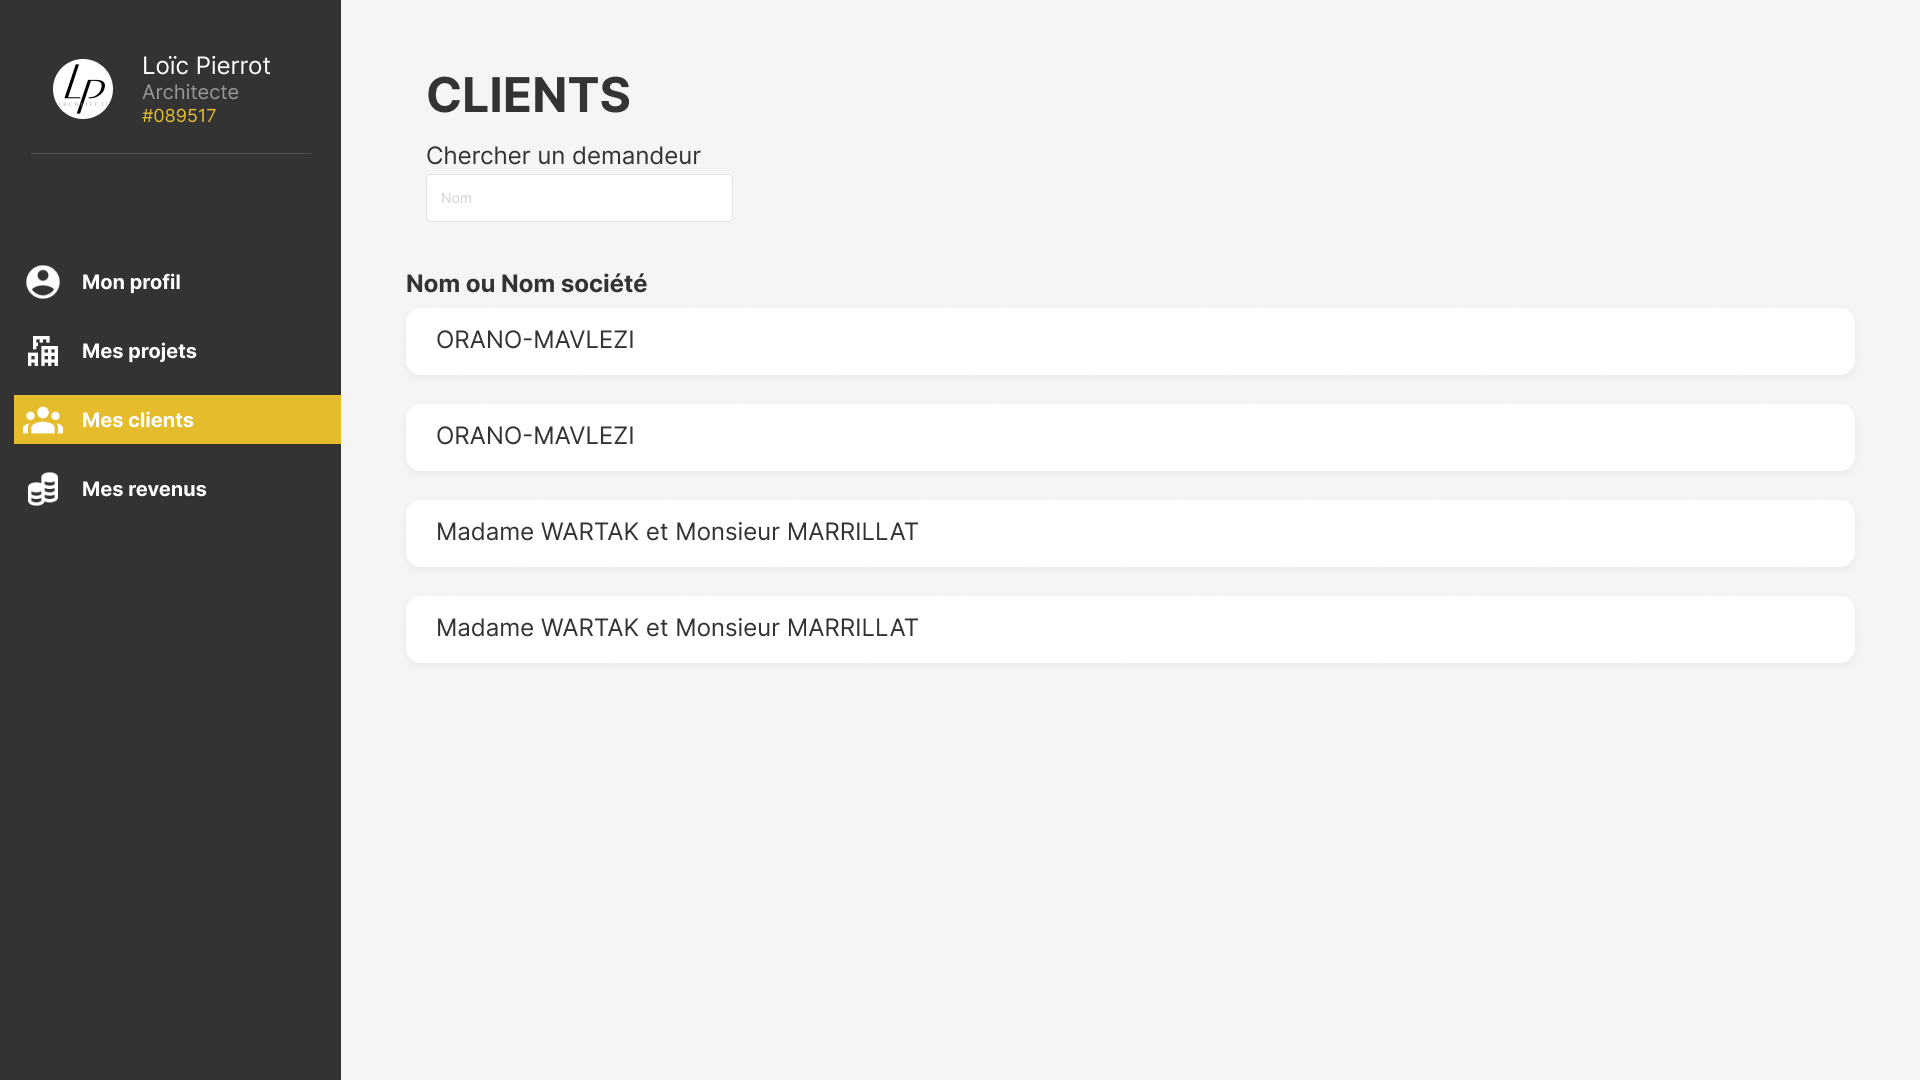 Lp
Loïc Pierrot
Architecte
#089517
Mon profil
Mes projets
Mes clients
Mes revenus
CLIENTS
Chercher un demandeur
Nom
Nom ou Nom société
ORANO-MAVLEZI
ORANO-MAVLEZI
Madame WARTAK et Monsieur MARRILLAT
Madame WARTAK et Monsieur MARRILLAT